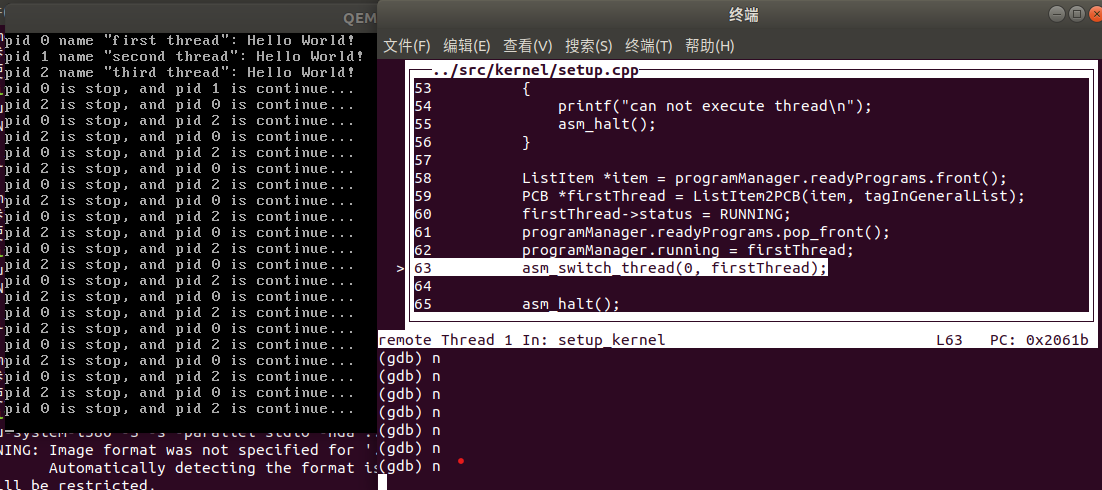 QEM
pid 0 name "first thread": Hello World!
pid 1 name "second thread": Hello World!
pid 2 name "third thread": Hello World!
pid 0 is stop, and pid 1 is continue...
pid 2 is stop, and pid 0 is continue...
pid 0 is stop, and pid 2 is continue...
pid 2 is stop, and pid 0 is continue...
pid 0 is stop, and pid 2 is continue...
pid 2 is stop, and pid 0 is continue...
pid 0 is stop, and pid 2 is continue...
pid 2 is stop, and pid 0 is continue...
pid 0 is stop, and pid 2 is continue...
pid 2 is stop, and pid 0 is continue...
pid 0 is stop, and pid 2 is continue...
pid 2 is stop, and pid 0 is continue...
pid 0 is stop, and pid 2 is continue...
pid 2 is stop, and pid 0 is continue...
pid 0 is stop, and pid 2 is continue...
pid 2 is stop, and pid 0 is continue...
pid 0 is stop, and pid 2 is continue...
pid 2 is stop, and pid 0 is continue...
pid 0 is stop, and pid 2 is continue...
pid 2 is stop, and pid 0 is continue...
pid 0 is stop, and pid 2 is continue...
NING: Image format was not specified for '.
Automatically detecting the format is
ll be restricted.
终端
文件(F) 编辑(E) 查看(V) 搜索(S) 终端(T) 帮助(H)
../src/kernel/setup.cpp
53 {
54 printf("can not execute thread\n");
55 asm_halt();
56 }
57
58 ListItem *item = programManager.readyPrograms.front();
59 PCB *firstThread = ListItem2PCB(item, tagInGeneralList);
60 firstThread->status = RUNNING;
61 programManager.readyPrograms.pop_front();
62 programManager.running = firstThread;
>63 asm_switch_thread(0, firstThread);
64
65 asm_halt();
remote Thread 1 In: setup_kernel L63 PC: 0x2061b
(gdb) n
(gdb) n
(gdb) n
(gdb) n
(gdb) n
(gdb) n
(gdb) n